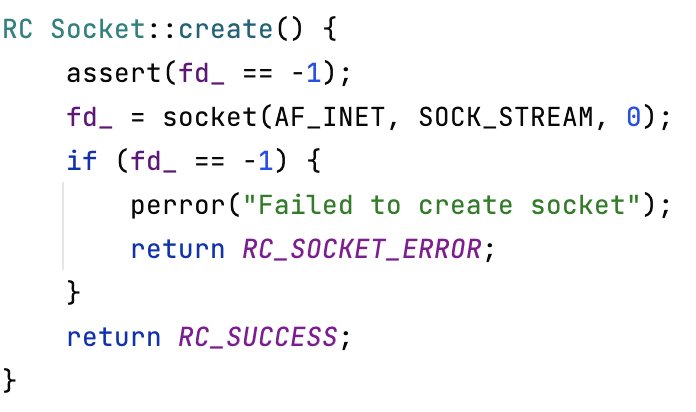 RC Socket::create() {
    assert(fd_ == -1);
    fd_ = socket(AF_INET, SOCK_STREAM, 0);
    if (fd_ == -1) {
        perror("Failed to create socket");
        return RC_SOCKET_ERROR;
    }
    return RC_SUCCESS;
}